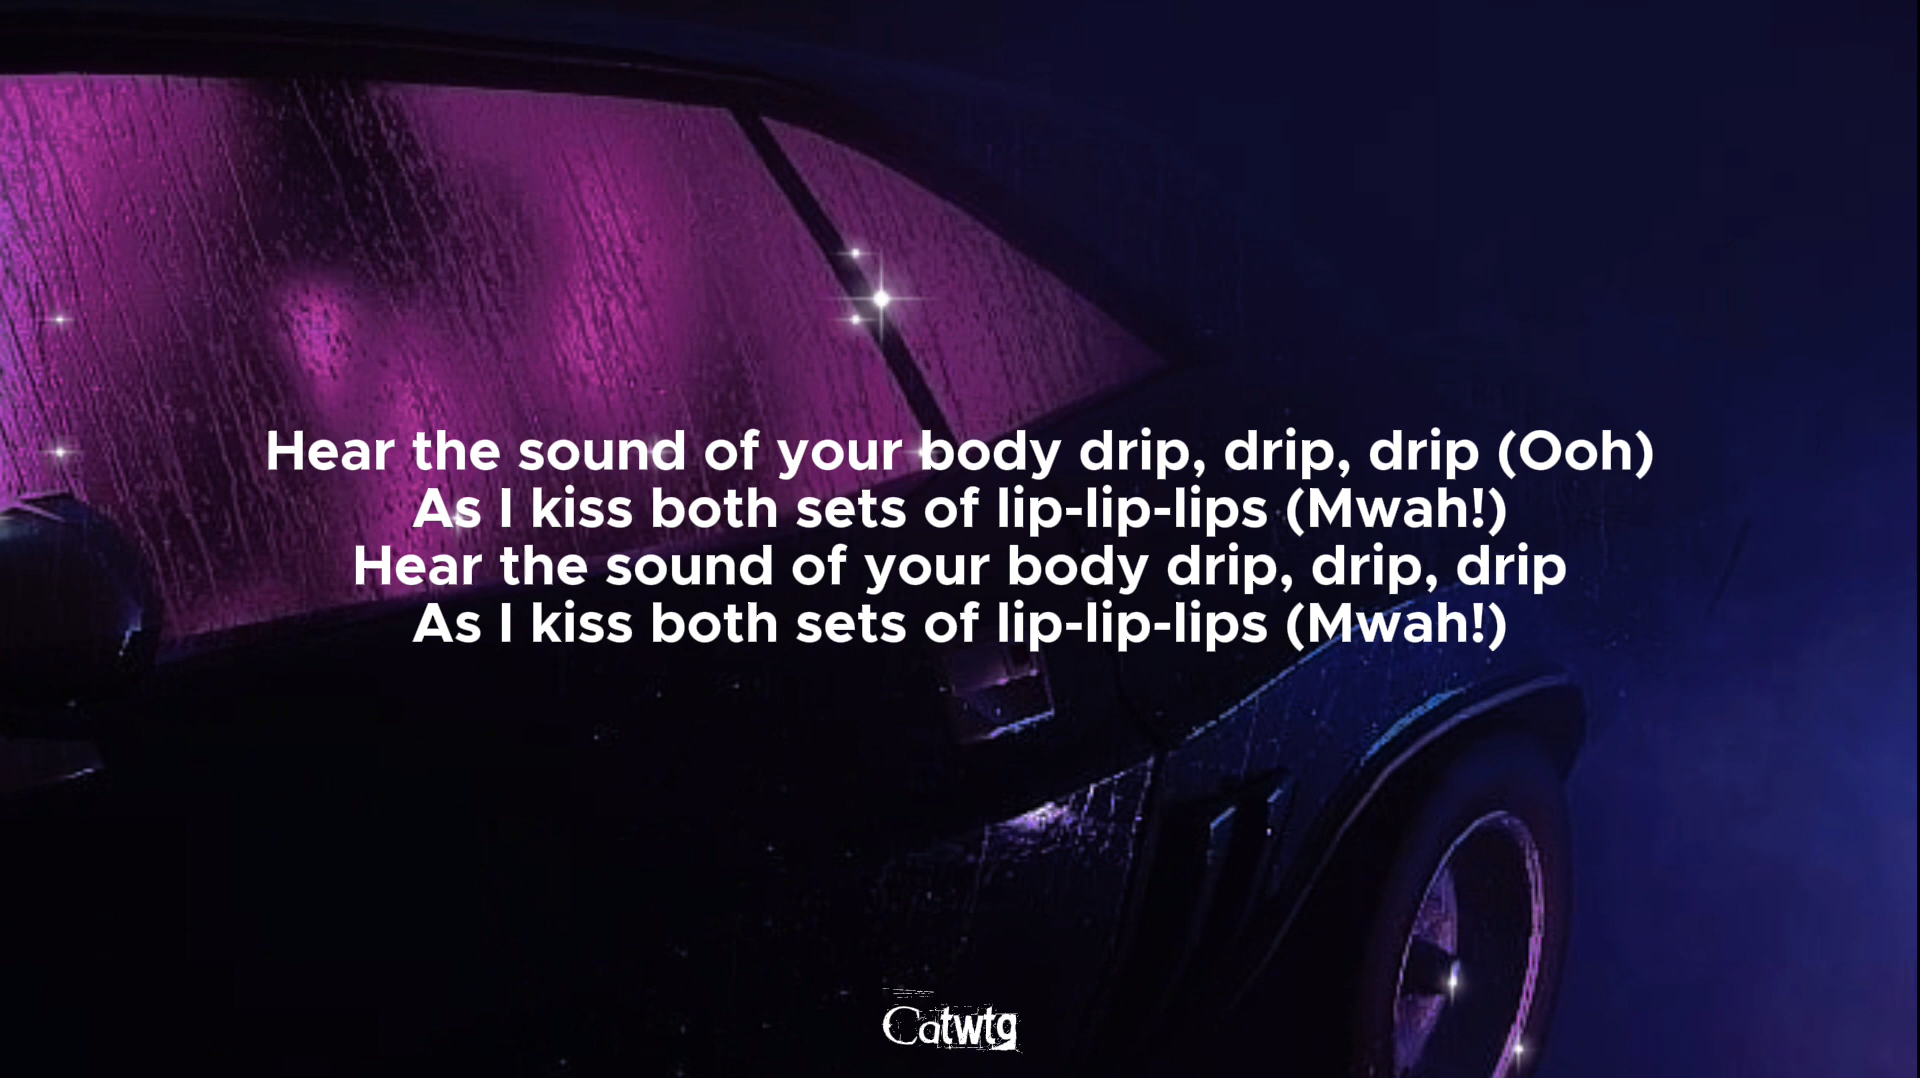 Hear the sound of your body drip, drip, drip (Ooh)
As I kiss both sets of lip-lip-lips (Mwah!)
Hear the sound of your body drip, drip, drip
As I kiss both sets of lip-lip-lips (Mwah!)
Catwtg